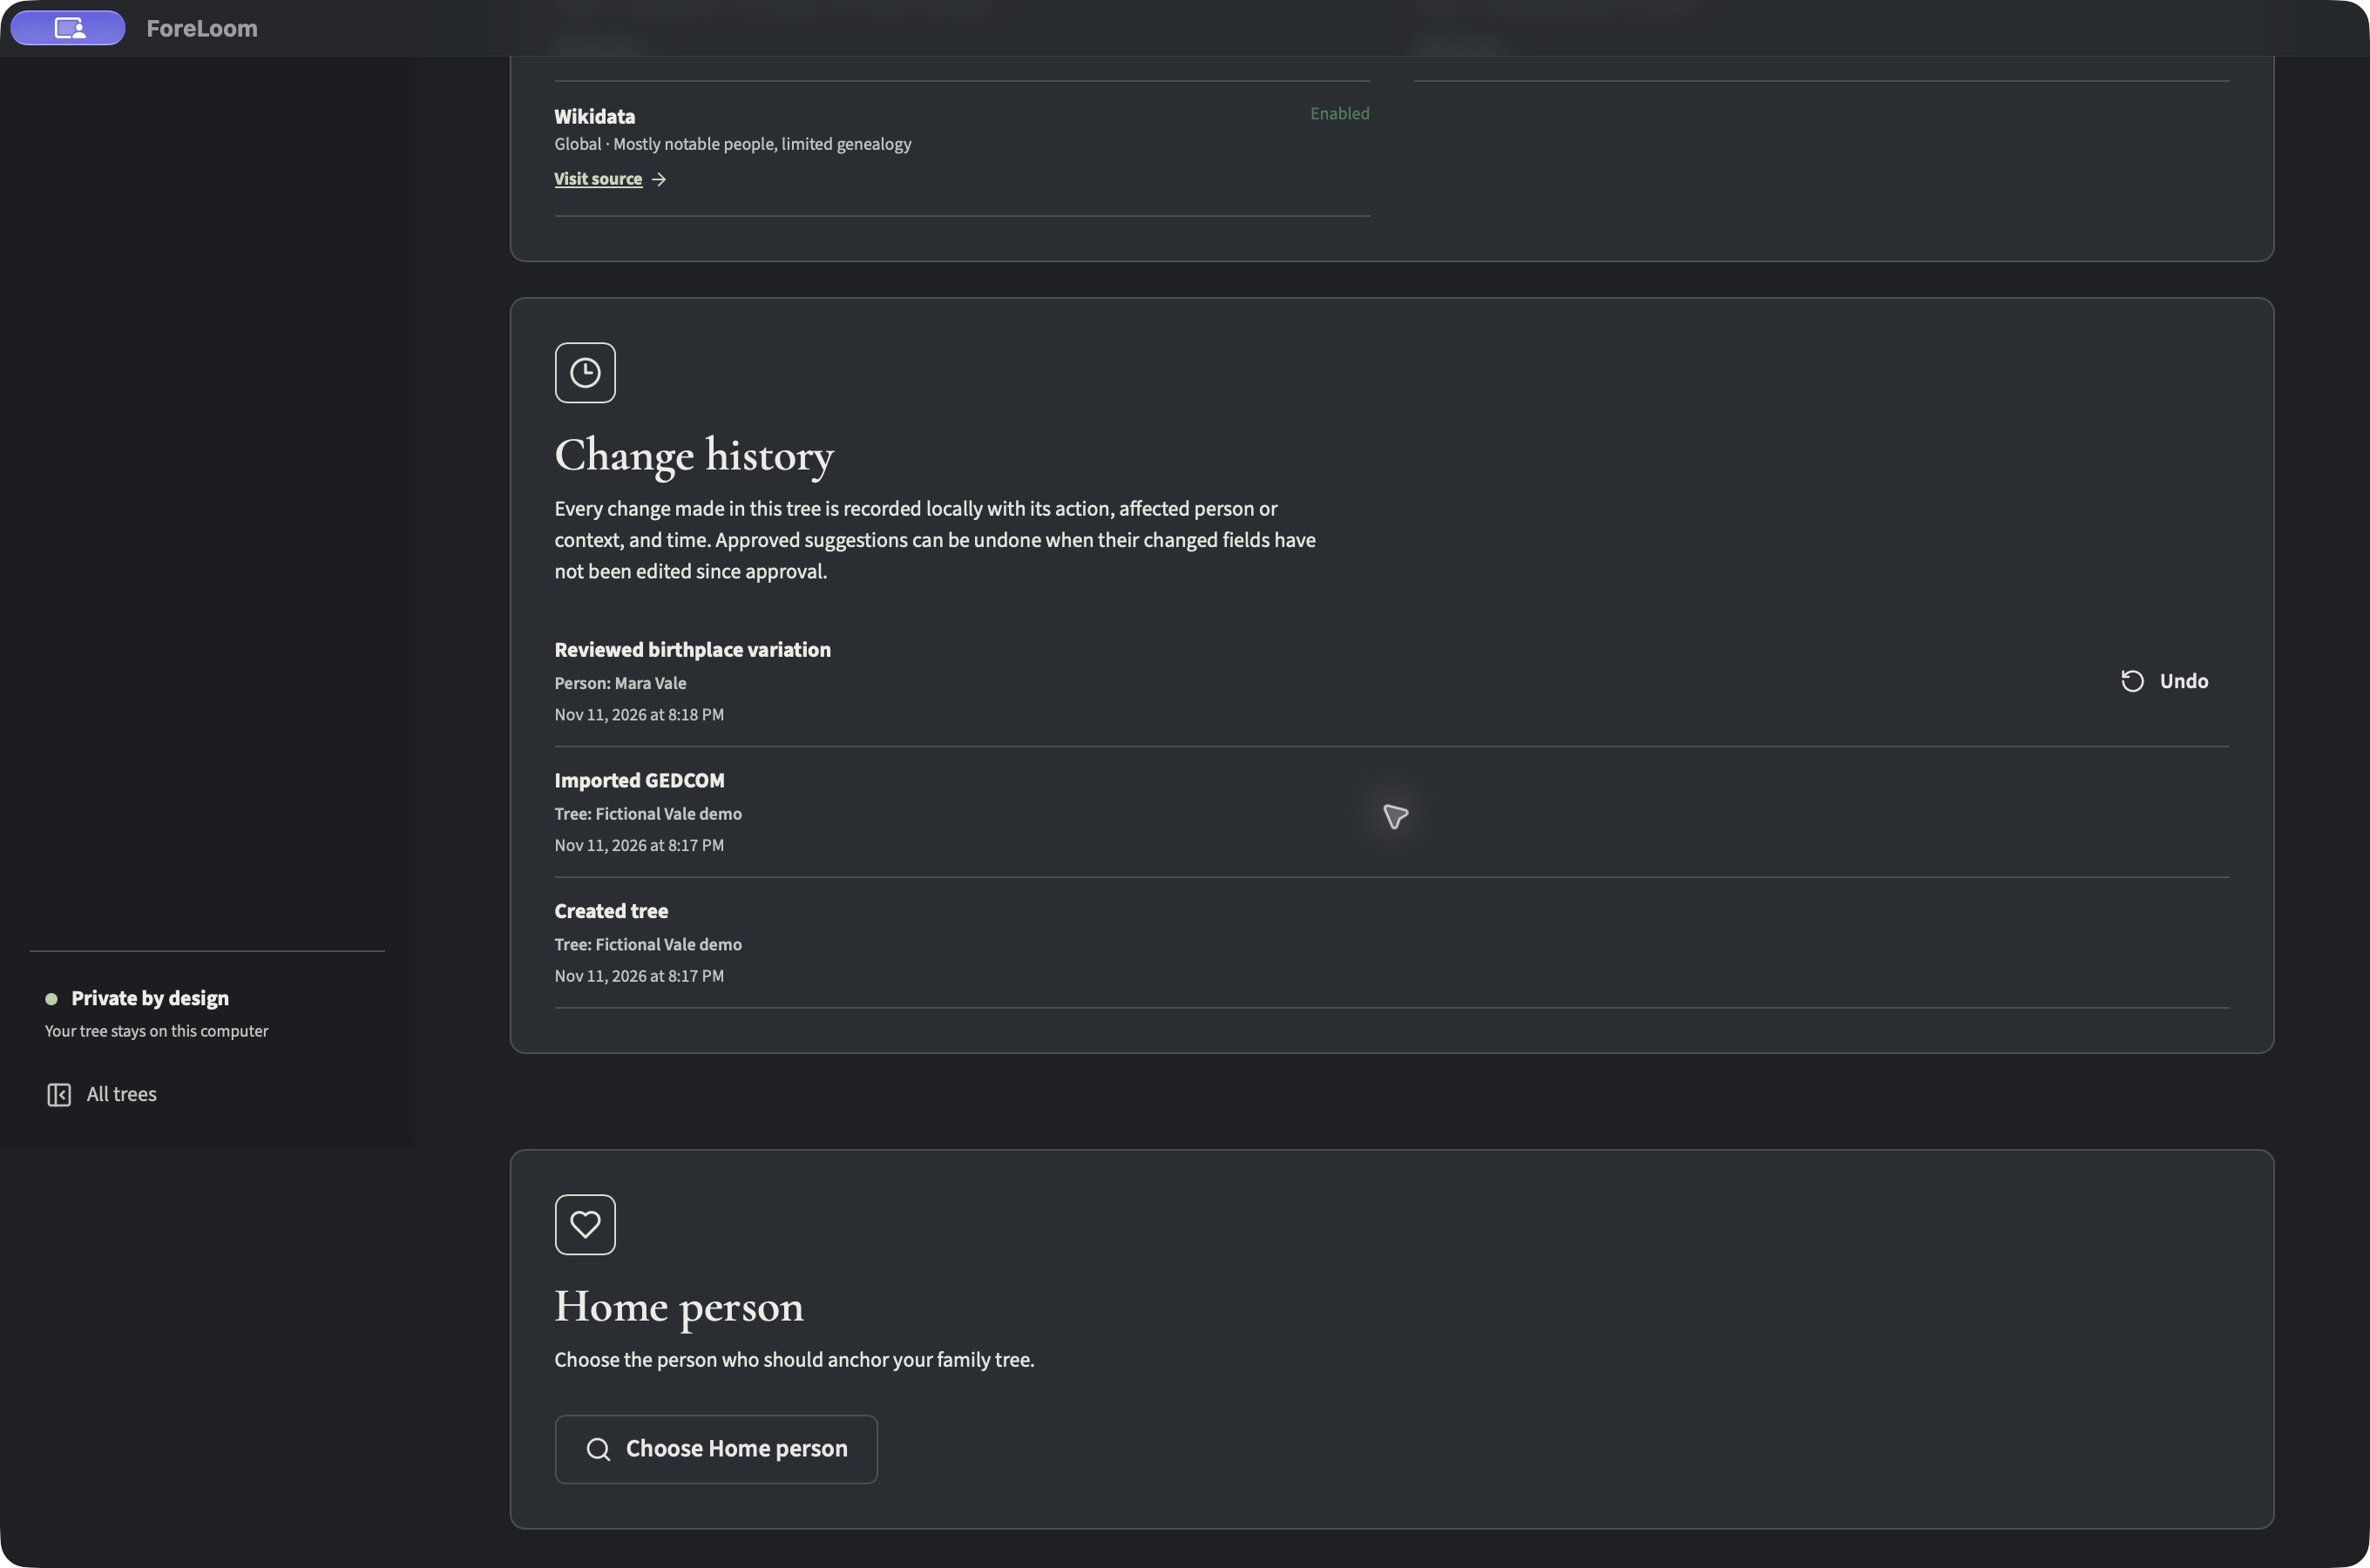 ForeLoom
Wikidata
Enabled
Global · Mostly notable people, limited genealogy
Visit source
Change history
Every change made in this tree is recorded locally with its action, affected person or
context, and time. Approved suggestions can be undone when their changed fields have
not been edited since approval.
Reviewed birthplace variation
Person: Mara Vale
Nov 11, 2026 at 8:18 PM
Undo
Imported GEDCOM
Tree: Fictional Vale demo
Nov 11, 2026 at 8:17 PM
Created tree
Tree: Fictional Vale demo
Nov 11, 2026 at 8:17 PM
Private by design
Your tree stays on this computer
All trees
Home person
Choose the person who should anchor your family tree.
Choose Home person